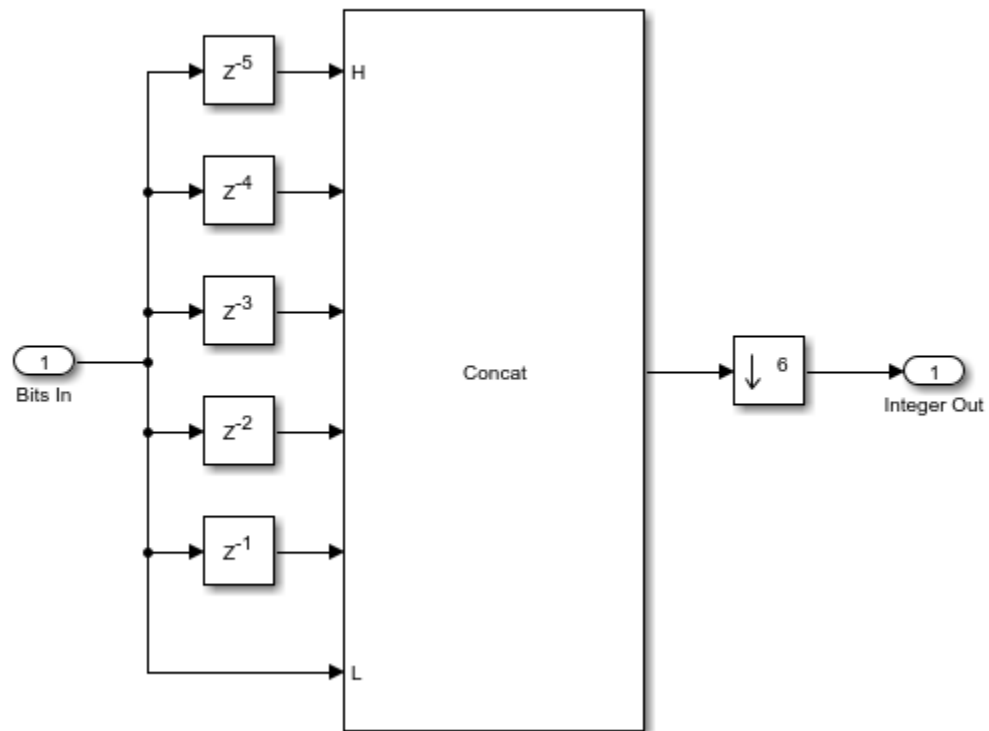 Z-5
H
Z-4
Z-3
1
Bits In
Concat
6
1
Integer Out
Z-2
Z-1
L